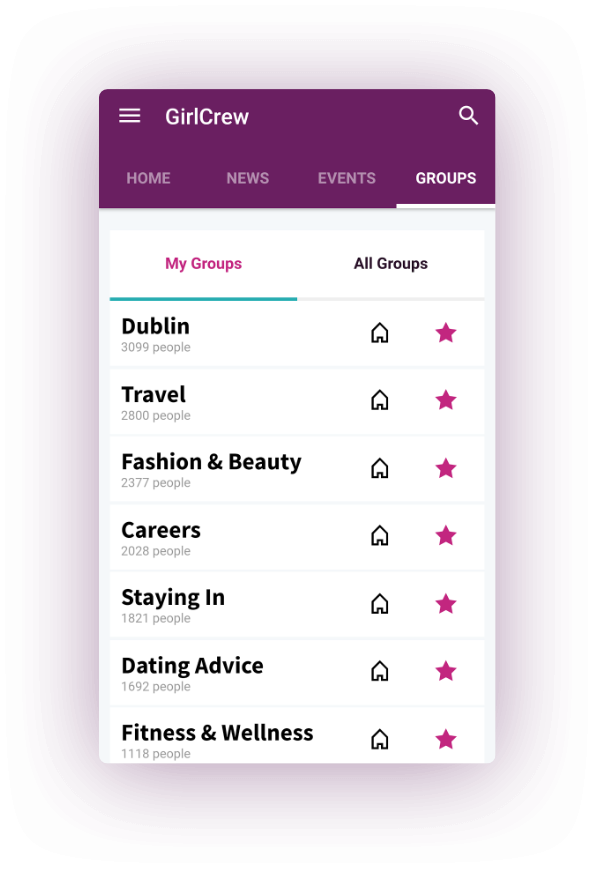 GirlCrew
HOME NEWS EVENTS GROUPS
My Groups All Groups
Dublin
3099 people
Travel
2800 people
Fashion & Beauty
2377 people
Careers
2028 people
Staying In
1821 people
Dating Advice
1692 people
Fitness & Wellness
1118 people